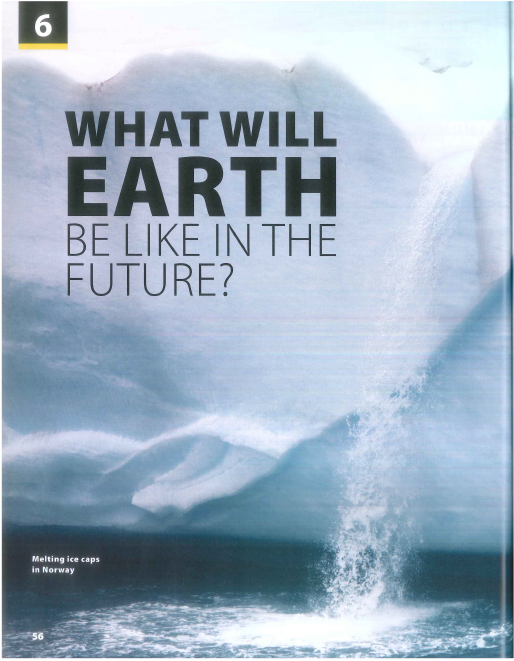 6
WHAT WILL
EARTH
BE LIKE IN THE
FUTURE?
Melting ice caps
in Norway
56